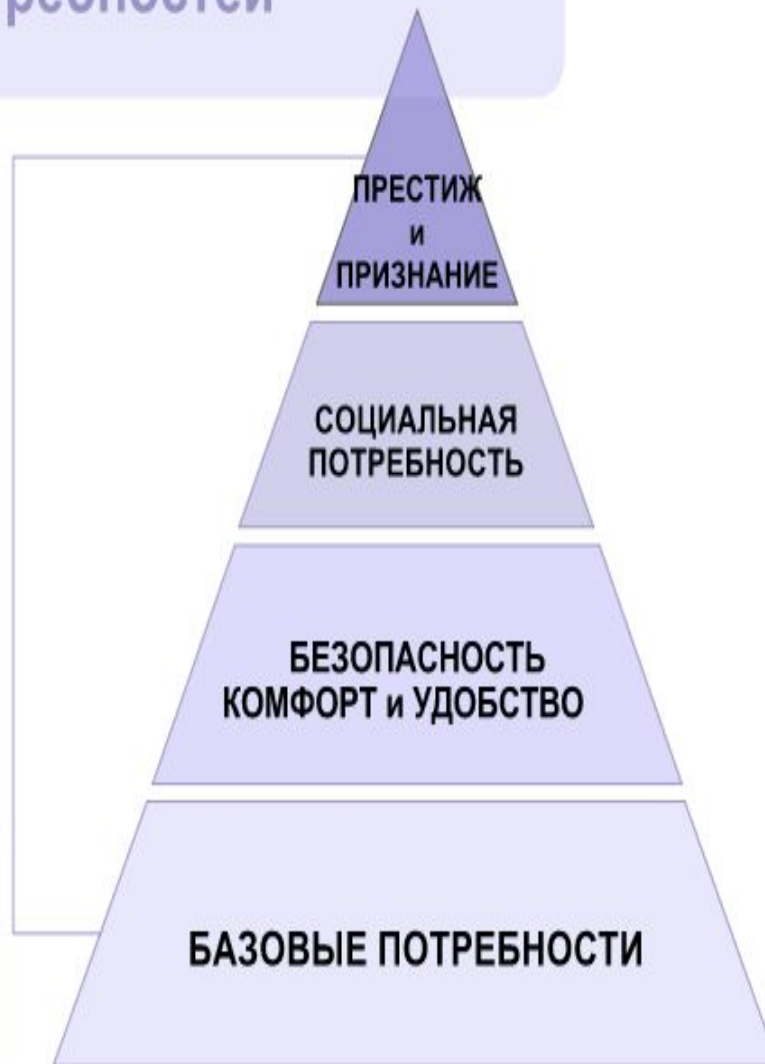 ребностей
ПРЕСТИЖ
и
ПРИЗНАНИЕ
СОЦИАЛЬНАЯ
ПОТРЕБНОСТЬ
БЕЗОПАСНОСТЬ
КОМФОРТ и УДОБСТВО
БАЗОВЫЕ ПОТРЕБНОСТИ